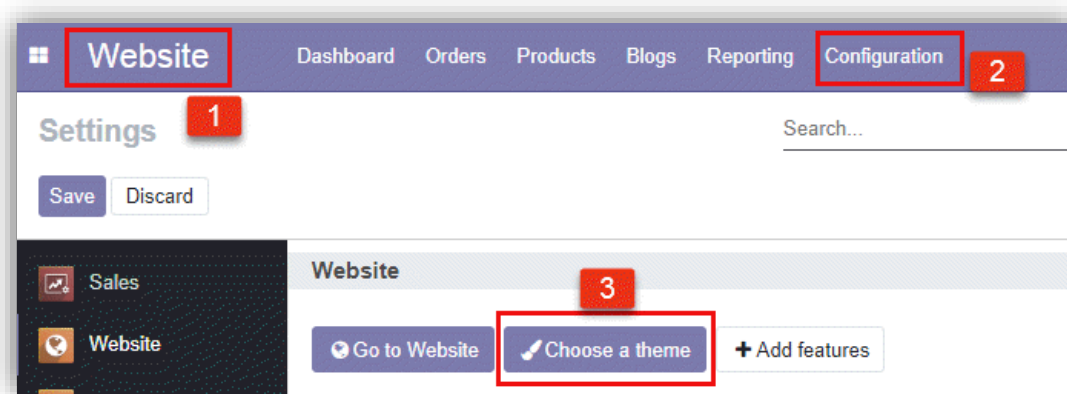 Website Dashboard Orders Products Blogs Reporting Configuration 2
1
Settings Search...
Save Discard
Sales Website
3
Website Go to Website Choose a theme + Add features